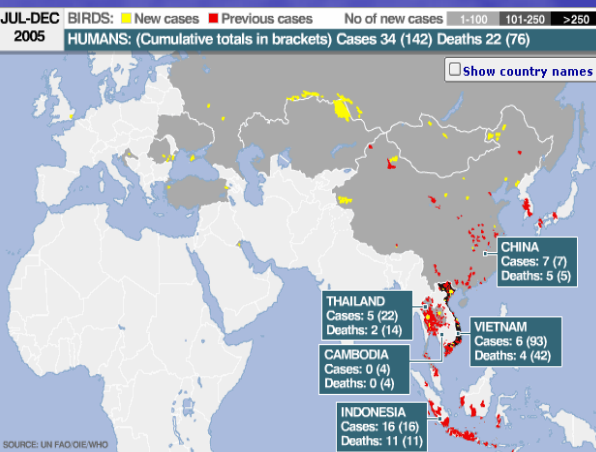 JUL-DEC
2005
BIRDS: New cases Previous cases No of new cases 1-100 101-250 >250
HUMANS: (Cumulative totals in brackets) Cases 34 (142) Deaths 22 (76)
Show country names
CHINA
Cases: 7 (7)
Deaths: 5 (5)
THAILAND
Cases: 5 (22)
Deaths: 2 (14)
VIETNAM
Cases: 6 (93)
Deaths: 4 (42)
CAMBODIA
Cases: 0 (4)
Deaths: 0 (4)
INDONESIA
Cases: 16 (16)
Deaths: 11 (11)
SOURCE: UN FAO/OIE/WHO